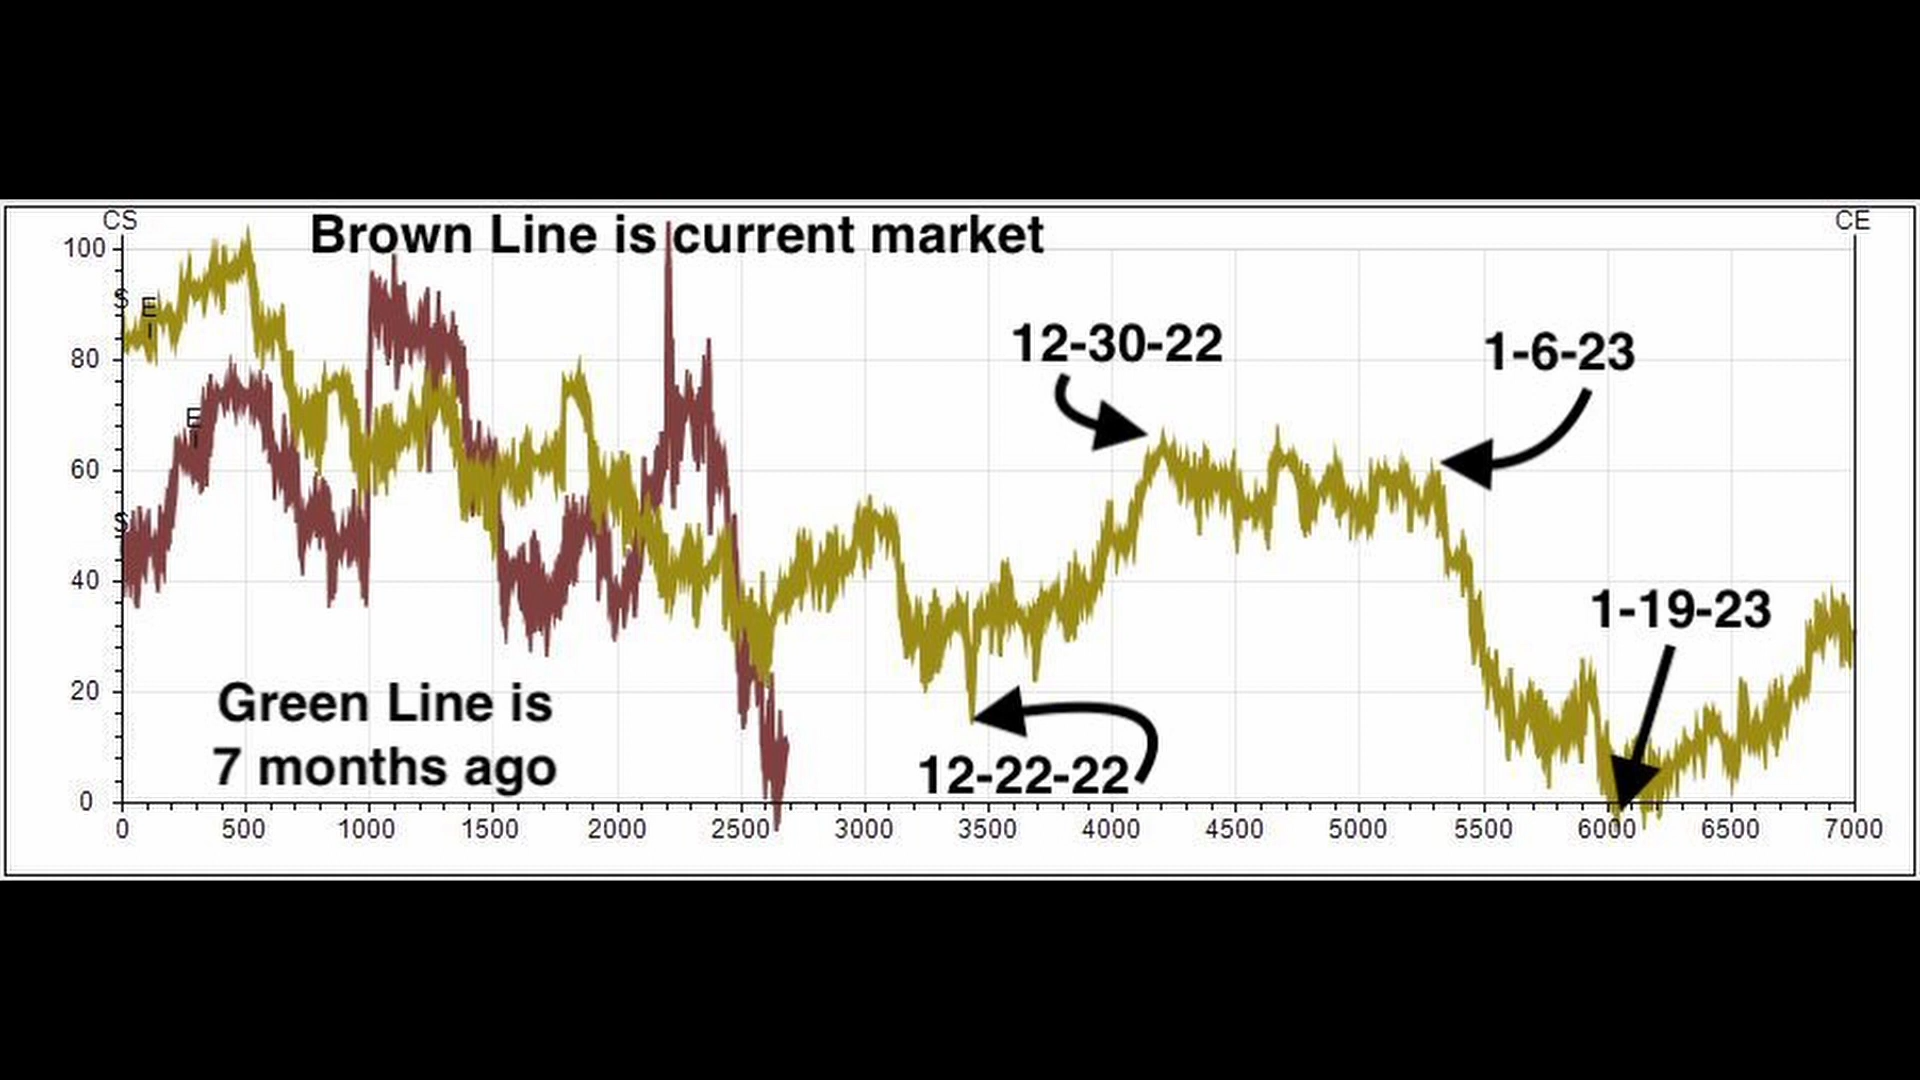 CS
Brown Line is current market
CE
100
S
E
12-30-22
1-6-23
80
E
60
S
40
1-19-23
20
Green Line is
7 months ago
12-22-22
0
0 500 1000 1500 2000 2500 3000 3500 4000 4500 5000 5500 6000 6500 7000